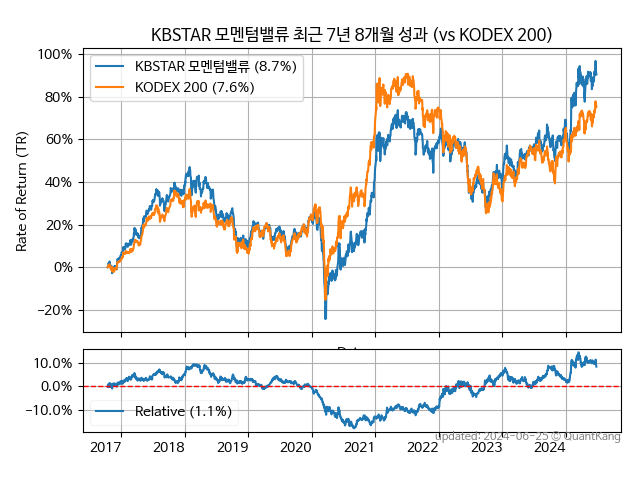 KBSTAR 모멘텀밸류 최근 7년 8개월 성과 (vs KODEX 200)
100%
80%
60%
40%
20%
0%
−20%
Rate of Return (TR)
KBSTAR 모멘텀밸류 (8.7%)
KODEX 200 (7.6%)
10.0%
0.0%
−10.0%
Relative (1.1%)
2017 2018 2019 2020 2021 2022 2023 2024
Updated: 2024-06-25 © QuantKang